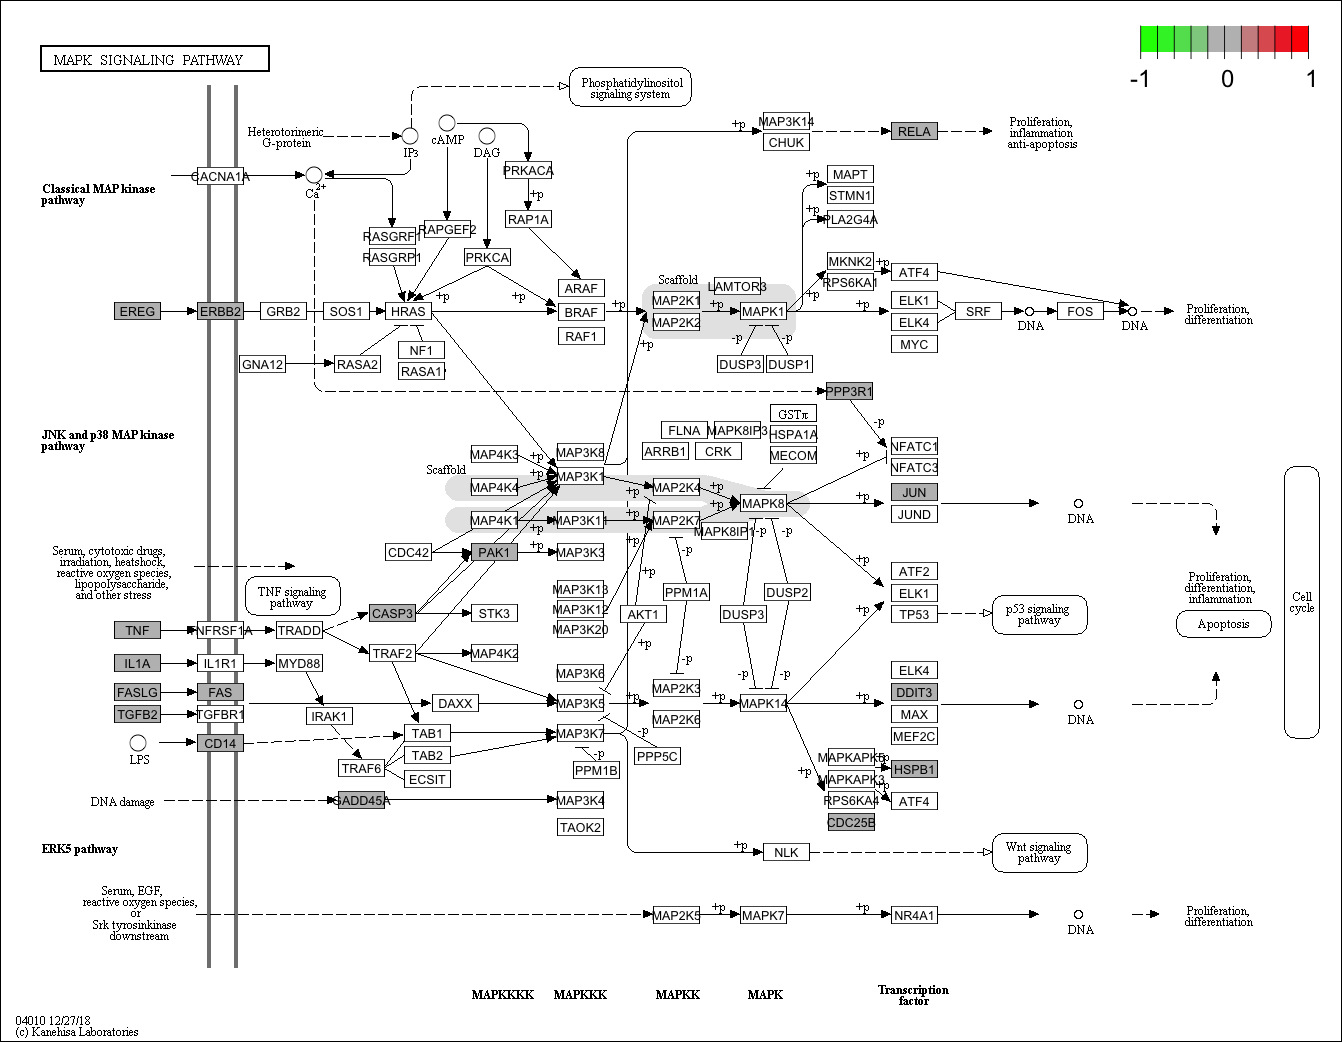 MAPK SIGNALING PATHWAY
-1
0
1
Phosphatidylinositol
signaling system
Heterotorimeric
G-protein
IP3
cAMP
DAG
+p
MAP3K14
CHUK
RELA
Proliferation,
inflammation
anti-apoptosis
Classical MAP kinase
pathway
CACNA1A
Ca2+
PRKACA
+p
RAP1A
RASGRF1
RASGRP1
RAPGEF2
PRKCA
+p
MAPT
STMN1
+p
PLA2G4A
MKNK2
+p
RPS6KA1
+p
ATF4
ARAF
Scaffold
LAMTOR3
EREG
ERBB2
GRB2
SOS1
HRAS
+p
+p
BRAF
RAF1
+p
MAP2K1
MAP2K2
+p
MAPK1
+p
ELK1
ELK4
MYC
SRF
DNA
FOS
DNA
Proliferation,
differentiation
GNA12
RASA2
NF1
RASA1
+p
-p
-p
DUSP3
DUSP1
PPP3R1
-p
JNK and p38 MAP kinase
pathway
GSTπ
FLNA
MAPK8IP3
HSPA1A
ARRB1
CRK
MECOM
NFATC1
NFATC3
Scaffold
MAP4K3
+p
MAP3K8
MAP3K1
MAP4K4
+p
+p
MAP2K4
+p
MAPK8
+p
JUN
JUND
DNA
MAP4K1
+p
MAP3K11
+p
MAP2K7
+p
MAPK8IP1
CDC42
PAK1
+p
MAP3K3
+p
-p
-p
-p
+p
Serum, cytotoxic drugs,
irradiation, heatshock,
reactive oxygen species,
lipopolysaccharide,
and other stress
TNF signaling
pathway
CASP3
STK3
MAP3K13
MAP3K12
MAP3K20
+p
AKT1
PPM1A
DUSP3
DUSP2
ATF2
ELK1
TP53
+p
p53 signaling
pathway
Proliferation,
differentiation,
inflammation
Apoptosis
Cell
cycle
TNF
TNFRSF1A
TRADD
TRAF2
MAP4K2
IL1A
IL1R1
MYD88
+p
-p
-p
-p
MAP3K6
FASLG
FAS
TGFB2
TGFBR1
IRAK1
DAXX
MAP3K5
+p
MAP2K3
MAP2K6
+p
MAPK14
+p
ELK4
DDIT3
MAX
MEF2C
DNA
LPS
CD14
TAB1
TAB2
ECSIT
TRAF6
MAP3K7
-p
PPM1B
-p
PPP5C
+p
MAPKAPK5
+p
HSPB1
MAPKAPK3
+p
RPS6KA4
ATF4
CDC25B
DNA damage
GADD45A
MAP3K4
TAOK2
ERK5 pathway
+p
NLK
Wnt signaling
pathway
Serum, EGF,
reactive oxygen species,
or
Srk tyrosinkinase
downstream
MAP2K5
+p
MAPK7
+p
NR4A1
DNA
Proliferation,
differentiation
MAPKKKK
MAPKKK
MAPKK
MAPK
Transcription
factor
04010 12/27/18
(c) Kanehisa Laboratories